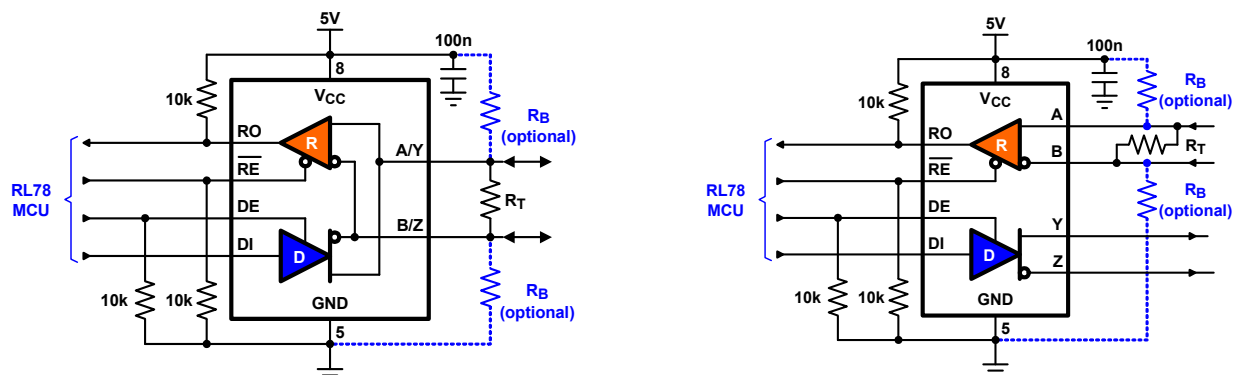 5V
100n
8
10k
VCC
RB
(optional)
RO
R
A/Y
RE
RL78
MCU
RT
DE
B/Z
DI
D
10k
10k
GND
RB
(optional)
5
5V
100n
8
10k
VCC
RB
(optional)
A
RO
R
B
RT
RE
RL78
MCU
RB
(optional)
DE
Y
DI
D
Z
10k
10k
GND
5